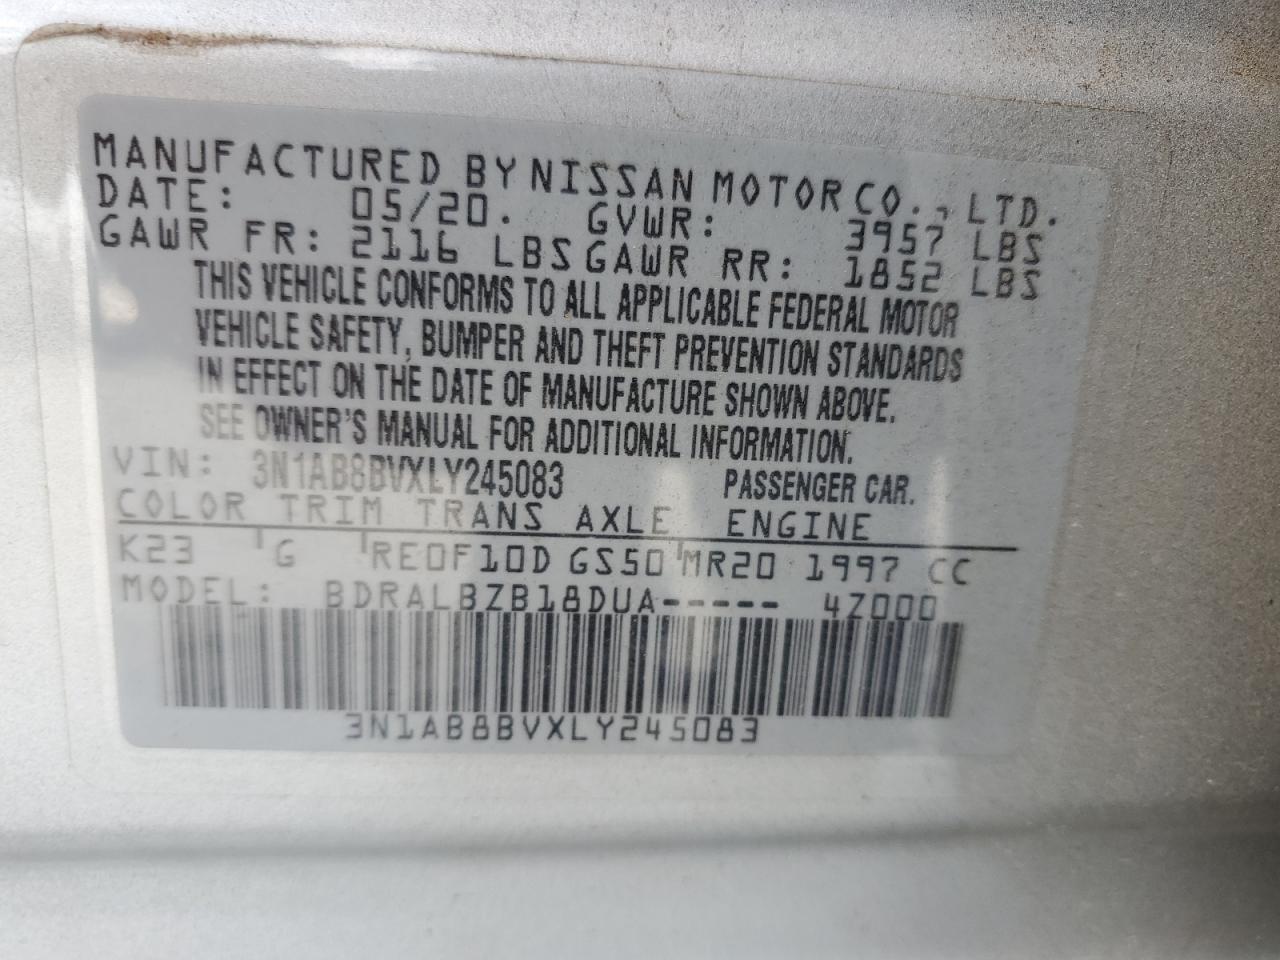 MANUFACTURED BY NISSAN MOTOR CO., LTD.
DATE: 05/20. GVWR: 3957 LBS
GAWR FR: 2116 LBS GAWR RR: 1852 LBS
THIS VEHICLE CONFORMS TO ALL APPLICABLE FEDERAL MOTOR
VEHICLE SAFETY, BUMPER AND THEFT PREVENTION STANDARDS
IN EFFECT ON THE DATE OF MANUFACTURE SHOWN ABOVE.
SEE OWNER'S MANUAL FOR ADDITIONAL INFORMATION.
VIN: 3N1AB8BVXLY245083 PASSENGER CAR.
COLOR TRIM TRANS AXLE ENGINE
K23 G RE0F10D GS50 MR20 1997 CC
MODEL: BDRALBZB18DUA----- 4Z000
3N1AB8BVXLY245083